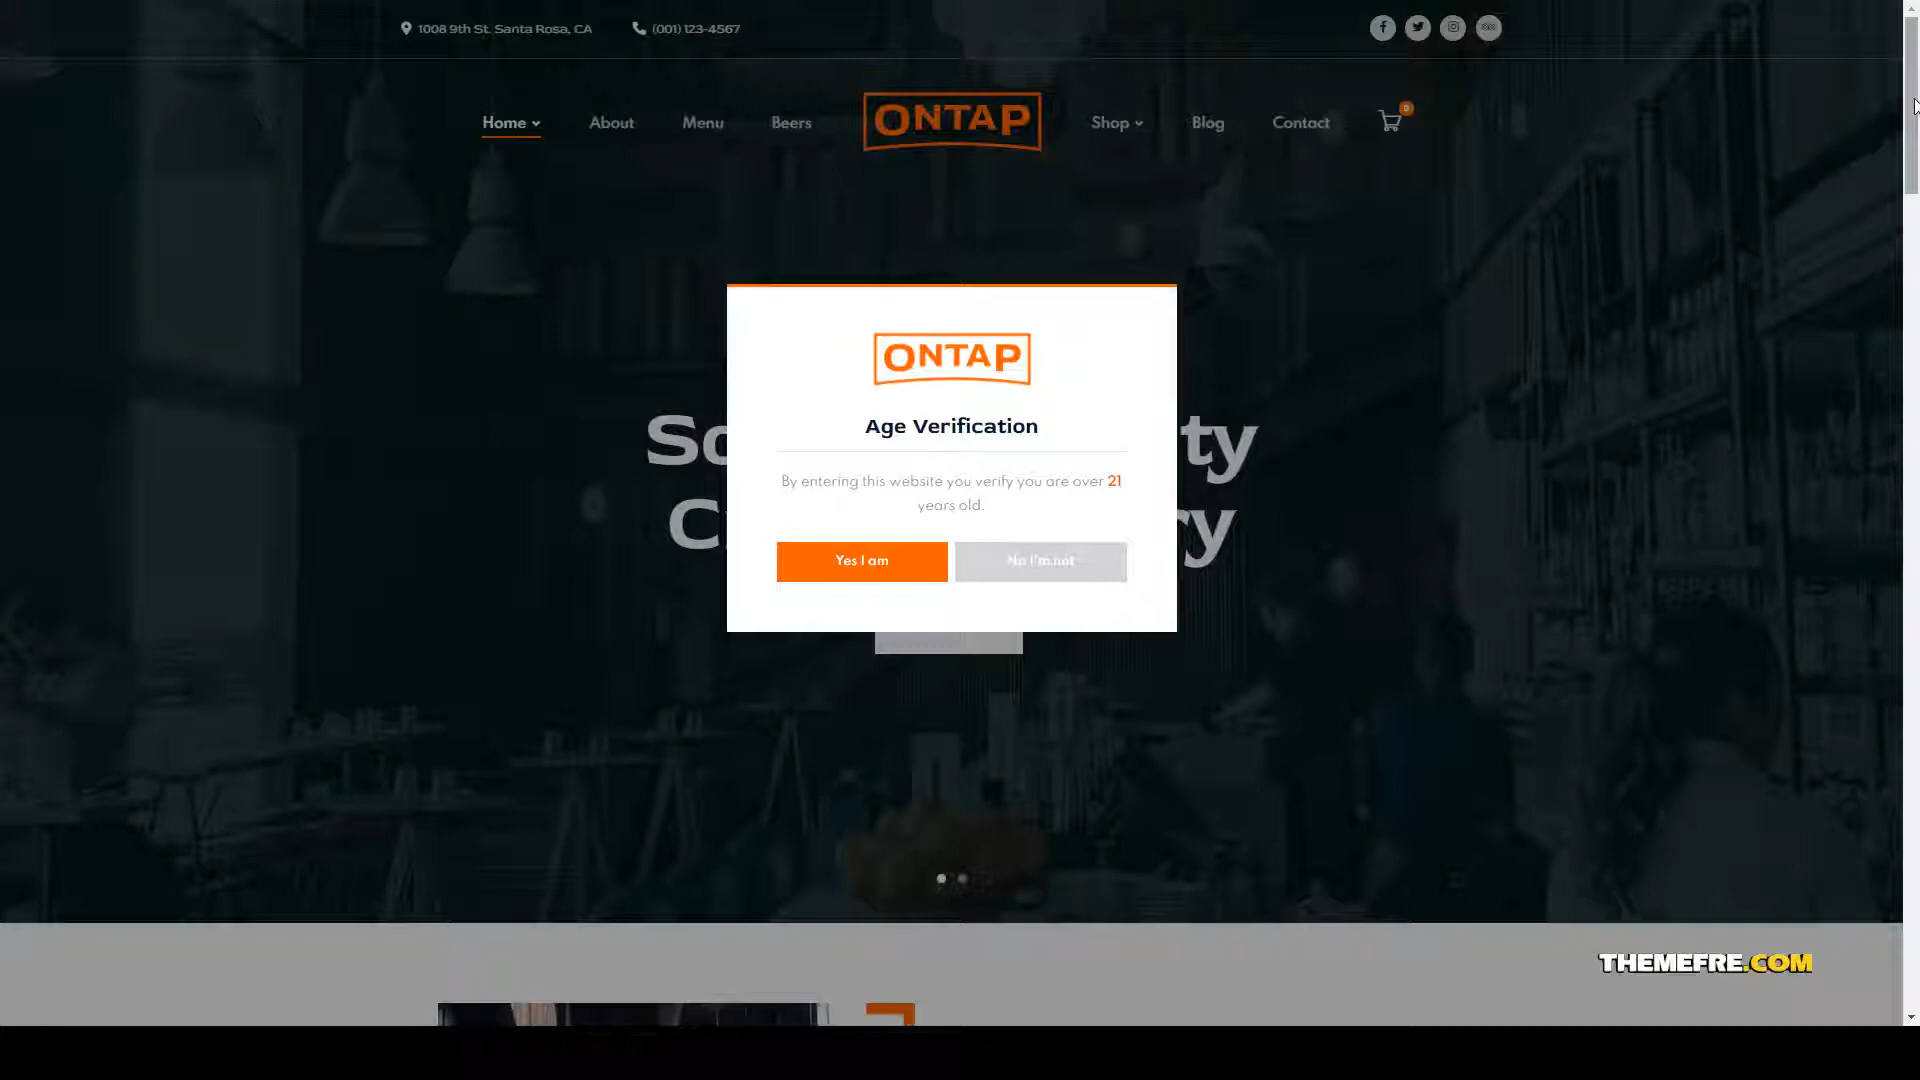 1008 9th St. Santa Rosa, CA
(001) 123-4567
Home
About
Menu
Beers
ONTAP
Shop
Blog
Contact
0
ONTAP
Age Verification
By entering this website you verify you are over 21
years old.
Yes I am
No I'm not
THEMEFRE.COM